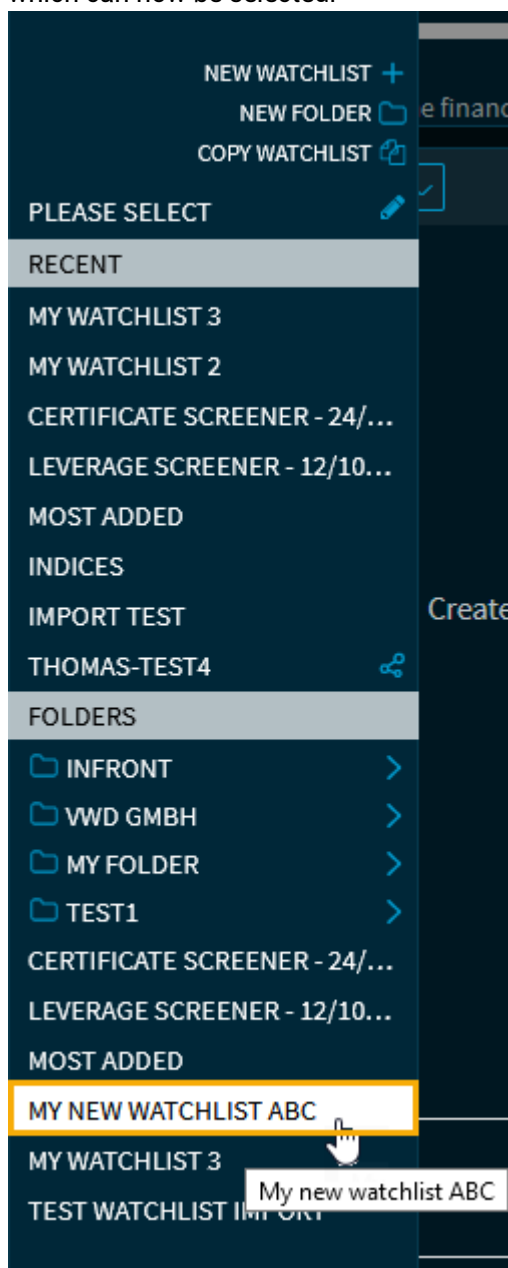 NEW WATCHLIST
NEW FOLDER
COPY WATCHLIST
PLEASE SELECT
RECENT
MY WATCHLIST 3
MY WATCHLIST 2
CERTIFICATE SCREENER - 24/...
LEVERAGE SCREENER - 12/10...
MOST ADDED
INDICES
IMPORT TEST
Create
THOMAS-TEST4
FOLDERS
INFRONT
VWD GMBH
MY FOLDER
TEST1
CERTIFICATE SCREENER - 24/...
LEVERAGE SCREENER - 12/10...
MOST ADDED
MY NEW WATCHLIST ABC
MY WATCHLIST 3
My new watchlist ABC
TEST WATCHLIST IMPORT